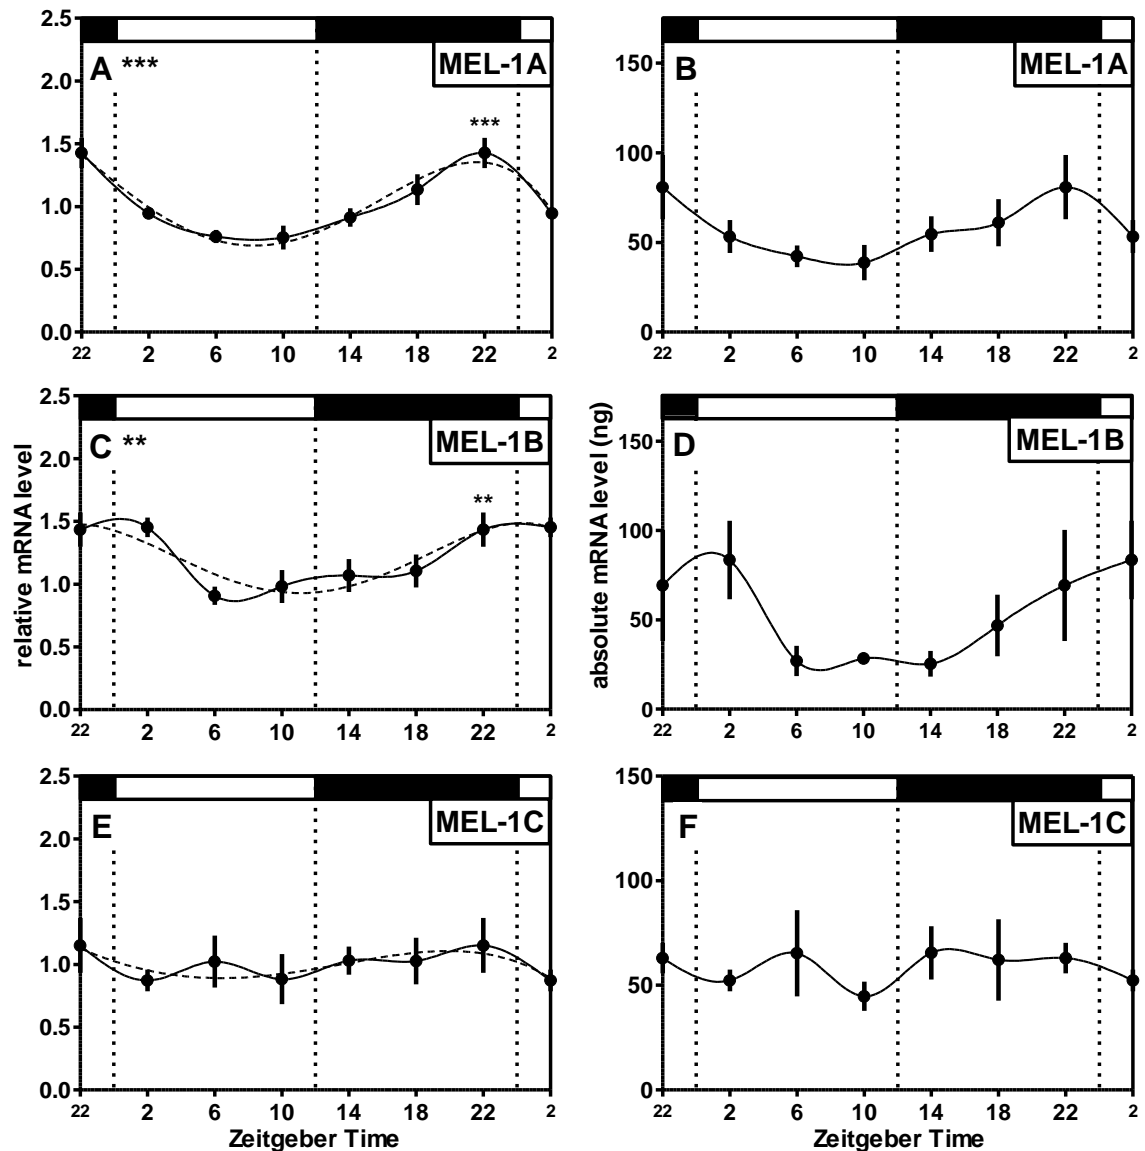 2.5
2.0
1.5
1.0
0.5
0.0
A ***
MEL-1A
***
22 2 6 10 14 18 22 2
150
100
50
0
B
MEL-1A
22 2 6 10 14 18 22 2
relative mRNA level
2.5
2.0
1.5
1.0
0.5
0.0
C **
MEL-1B
**
22 2 6 10 14 18 22 2
absolute mRNA level (ng)
150
100
50
0
D
MEL-1B
22 2 6 10 14 18 22 2
2.5
2.0
1.5
1.0
0.5
0.0
E
MEL-1C
22 2 6 10 14 18 22 2
Zeitgeber Time
150
100
50
0
F
MEL-1C
22 2 6 10 14 18 22 2
Zeitgeber Time